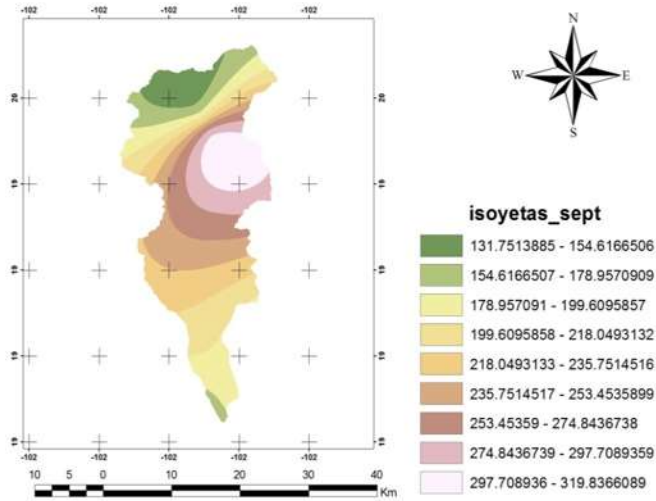 -102 -102 -102 -102 -102
N
W E
S
20 20
19 19
19 19
19 19
19 19
-102 -102 -102 -102 -102
10 5 0 10 20 30 40
Km
isoyetas_sept
131.7513885 - 154.6166506
154.6166507 - 178.9570909
178.957091 - 199.6095857
199.6095858 - 218.0493132
218.0493133 - 235.7514516
235.7514517 - 253.4535899
253.45359 - 274.8436738
274.8436739 - 297.7089359
297.708936 - 319.8366089